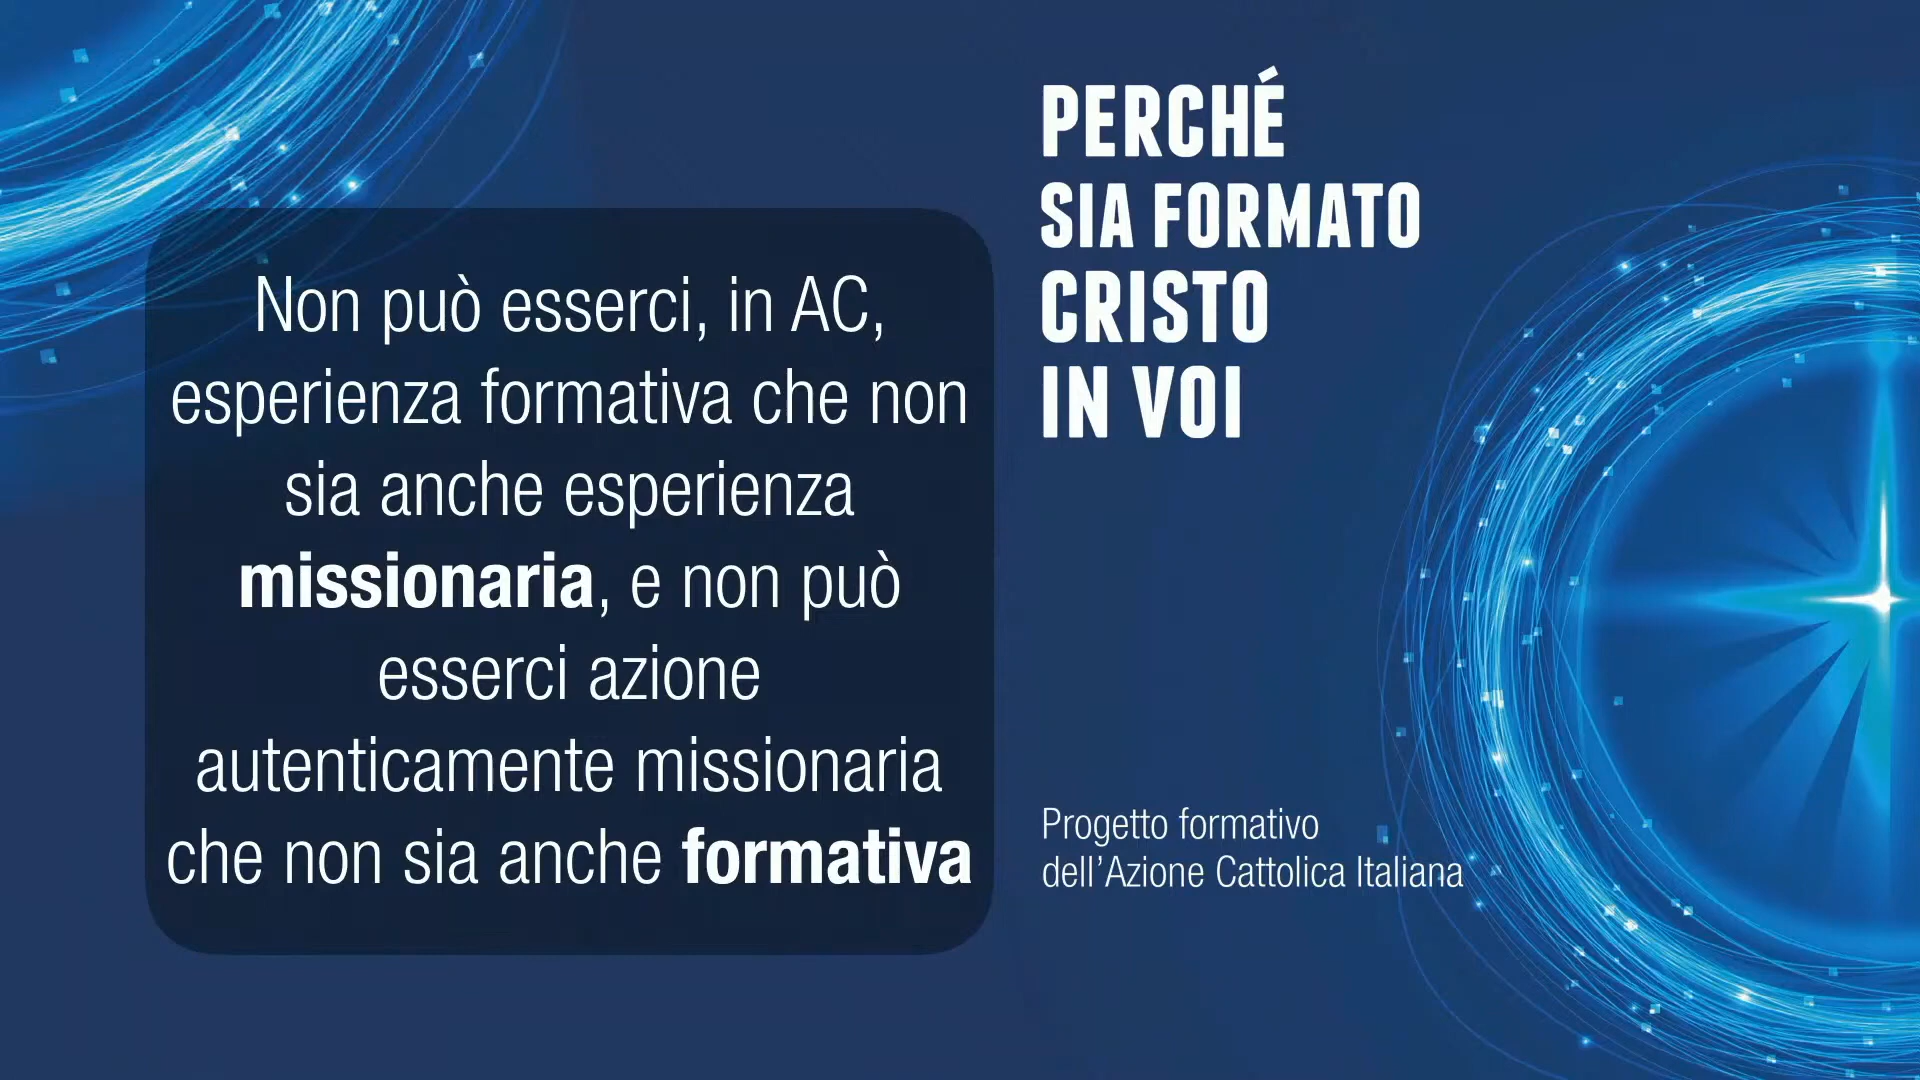 Non può esserci, in AC,
esperienza formativa che non
sia anche esperienza
missionaria, e non può
esserci azione
autenticamente missionaria
che non sia anche formativa
PERCHÉ
SIA FORMATO
CRISTO
IN VOI
Progetto formativo
dell’Azione Cattolica Italiana